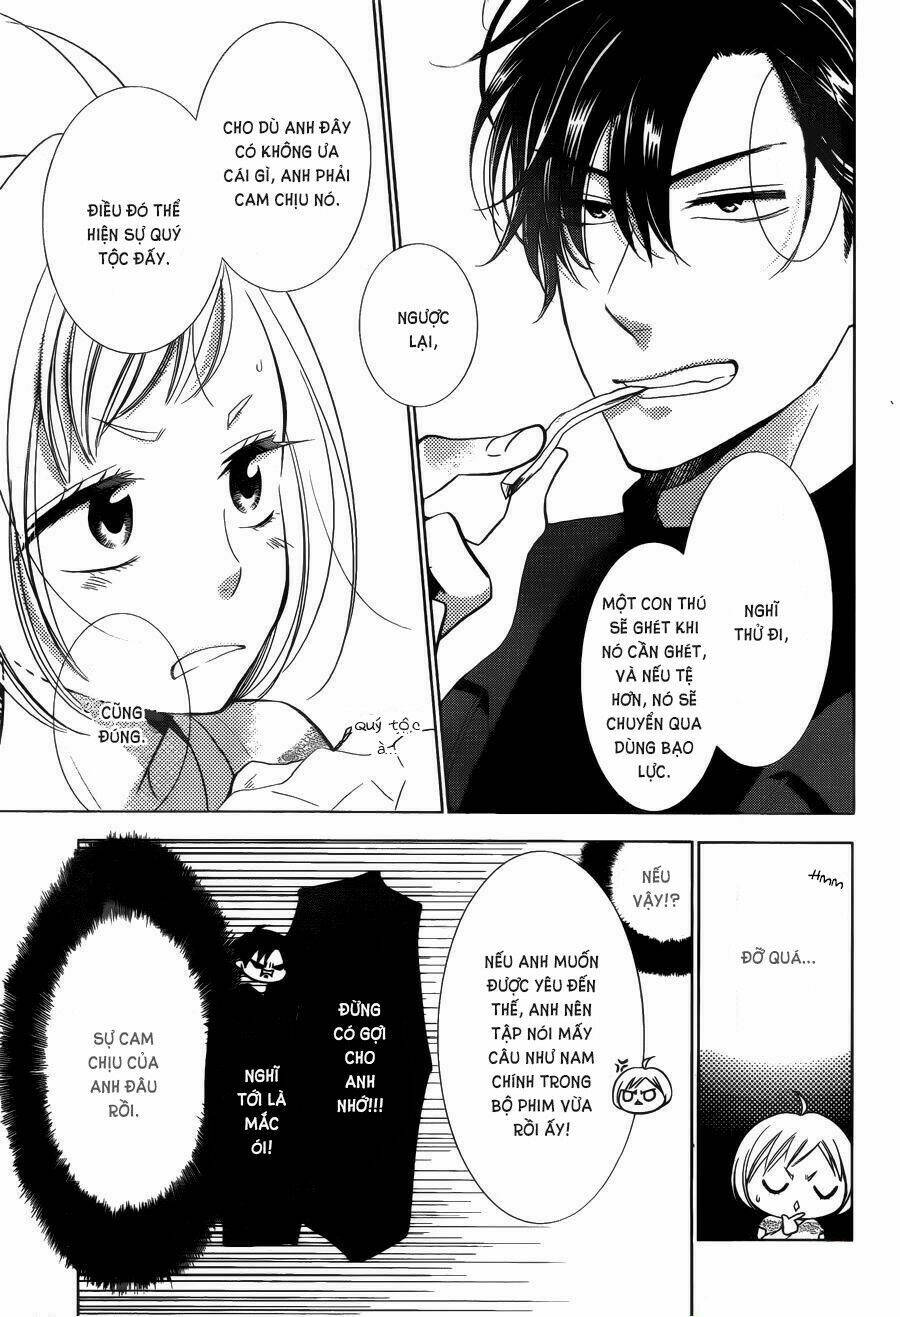 NGHĨ
THỬ ĐI,
MỘT CON THÚ
SẼ GHÉT KHI
NÓ CẦN GHÉT,
VÀ NẾU TỆ
HƠN, NÓ SẼ
CHUYỂN QUA
DÙNG BẠO
LỰC.
NGƯỢC
LẠI,
CHO DÙ ANH ĐÂY
CÓ KHÔNG ƯA
CÁI GÌ, ANH PHẢI
CAM CHỊU NÓ.
ĐIỀU ĐÓ THỂ
HIỆN SỰ QUÝ
TỘC ĐẤY.
Quý tộc
à..
CŨNG
ĐÚNG.
HMM
ĐỠ QUÁ...
NẾU
VẬY!?
NẾU ANH MUỐN
ĐƯỢC YÊU ĐẾN
THẾ, ANH NÊN
TẬP NÓI MẤY
CÂU NHƯ NAM
CHÍNH TRONG
BỘ PHIM VỪA
RỒI ẤY!
ĐỪNG
CÓ GỢI
CHO
ANH
NHỚ!!!
NGHĨ
TỚI LÀ
MẮC
ÓI!
SỰ CAM
CHỊU CỦA
ANH ĐÂU
RỒI.